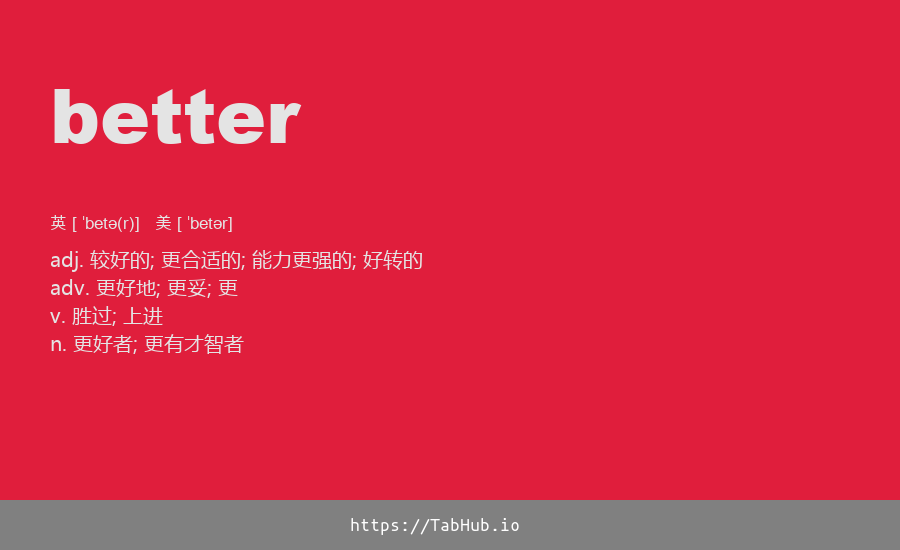 better
英 [ ˈbetə(r)] 美 [ ˈbetər]
adj. 较好的; 更合适的; 能力更强的; 好转的
adv. 更好地; 更妥; 更
v. 胜过; 上进
n. 更好者; 更有才智者
https://TabHub.io